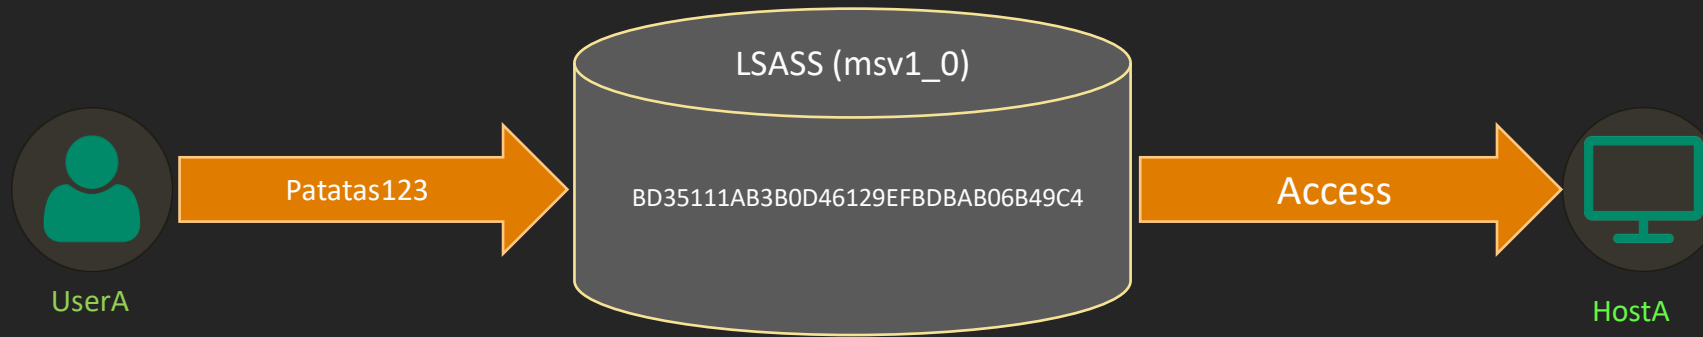 LSASS (msv1_0)
Patatas123
BD35111AB3B0D46129EFBDBAB06B49C4
Access
UserA
HostA